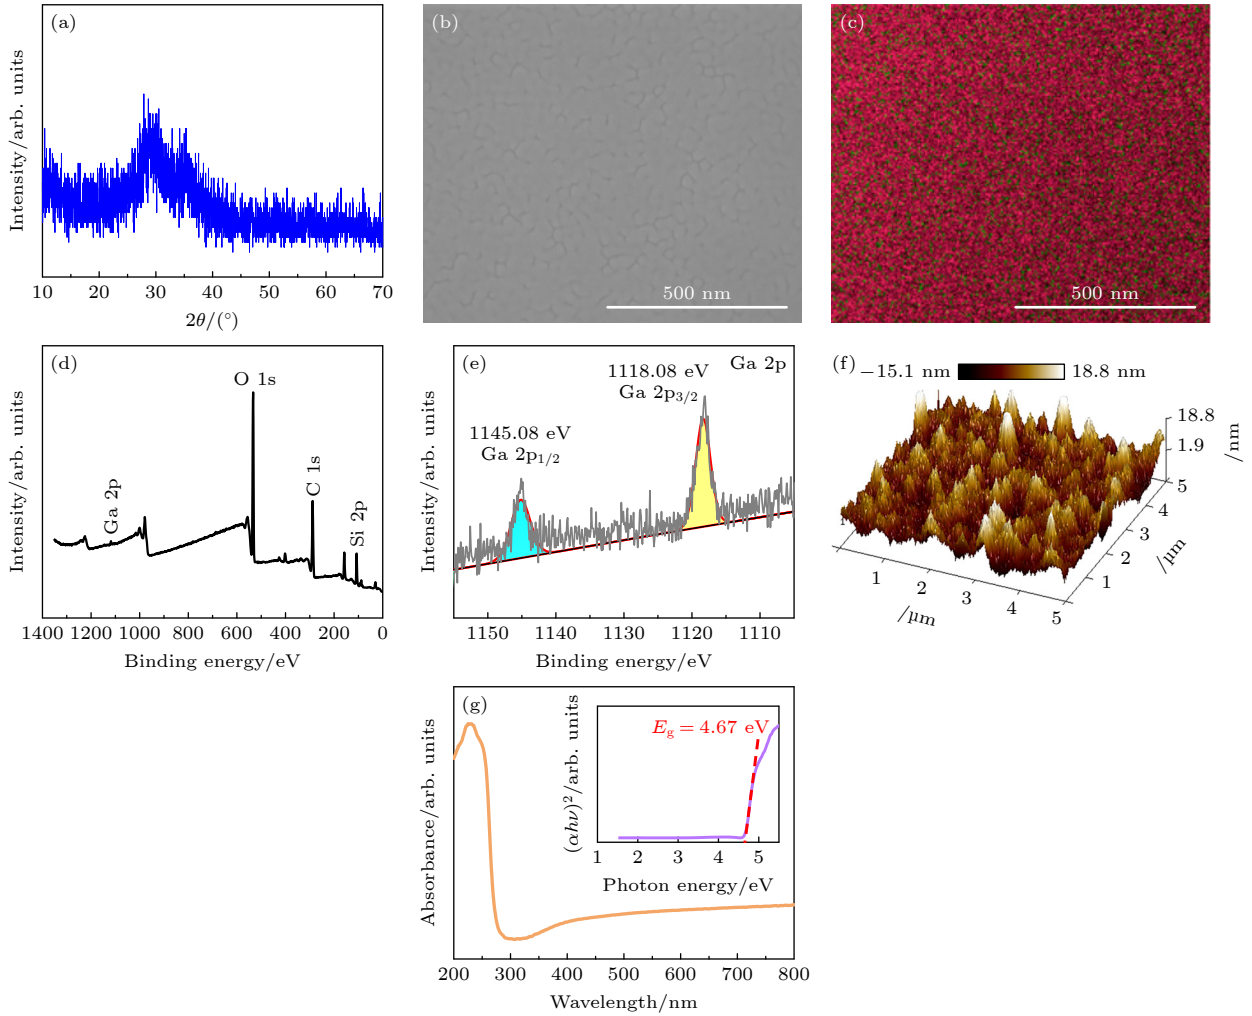 (a)
Intensity/arb. units
10 20 30 40 50 60 70
2θ/(°)
(b)
500 nm
(c)
500 nm
(d)
O 1s
C 1s
Ga 2p
Si 2p
Intensity/arb. units
1400 1200 1000 800 600 400 200 0
Binding energy/eV
(e)
1118.08 eV
Ga 2p
Ga 2p3/2
1145.08 eV
Ga 2p1/2
Intensity/arb. units
1150 1140 1130 1120 1110
Binding energy/eV
(f)
−15.1 nm 18.8 nm
18.8
1.9
/nm
5
4
3
2
1
/μm
1 2 3 4 5
/μm
(g)
Absorbance/arb. units
200 300 400 500 600 700 800
Wavelength/nm
Eg = 4.67 eV
(αhν)²/arb. units
1 2 3 4 5
Photon energy/eV